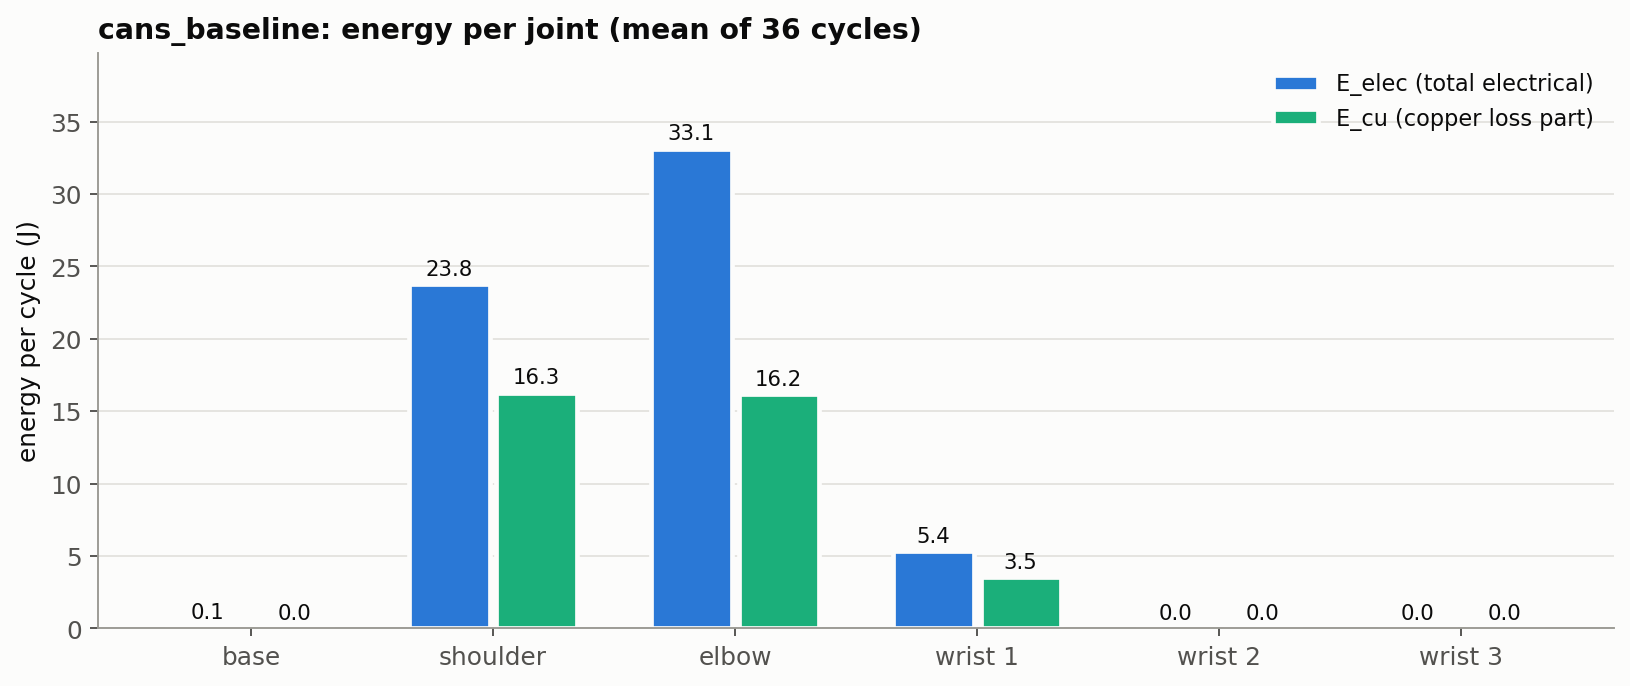 cans_baseline: energy per joint (mean of 36 cycles)
E_elec (total electrical)
E_cu (copper loss part)
energy per cycle (J)
35
30
25
20
15
10
5
0
0.1
0.0
23.8
16.3
33.1
16.2
5.4
3.5
0.0
0.0
0.0
0.0
base
shoulder
elbow
wrist 1
wrist 2
wrist 3